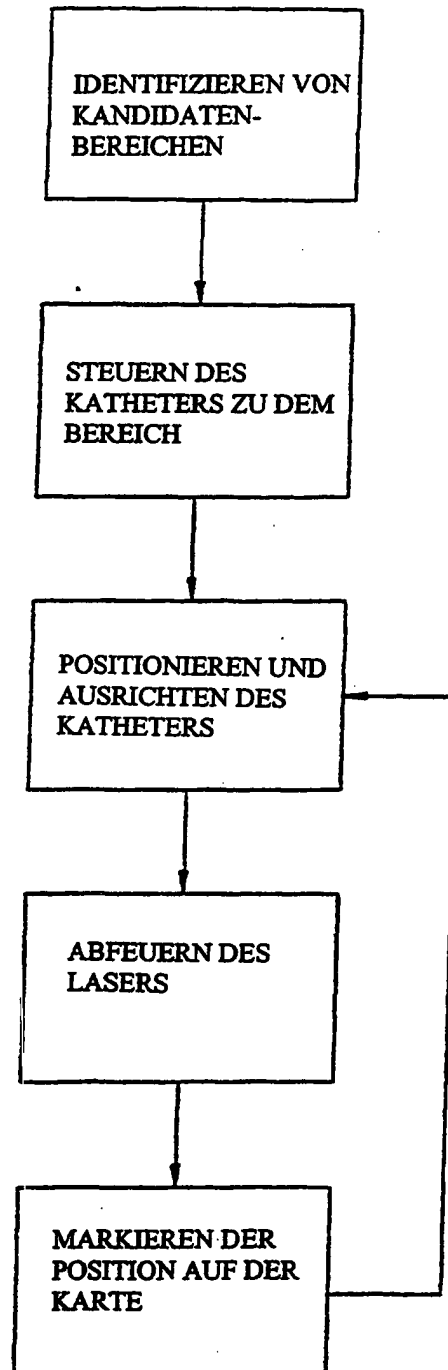 IDENTIFIZIEREN VON
KANDIDATEN-
BEREICHEN
STEUERN DES
KATHETERS ZU DEM
BEREICH
POSITIONIEREN UND
AUSRICHTEN DES
KATHETERS
ABFEUERN DES
LASERS
MARKIEREN DER
POSITION AUF DER
KARTE